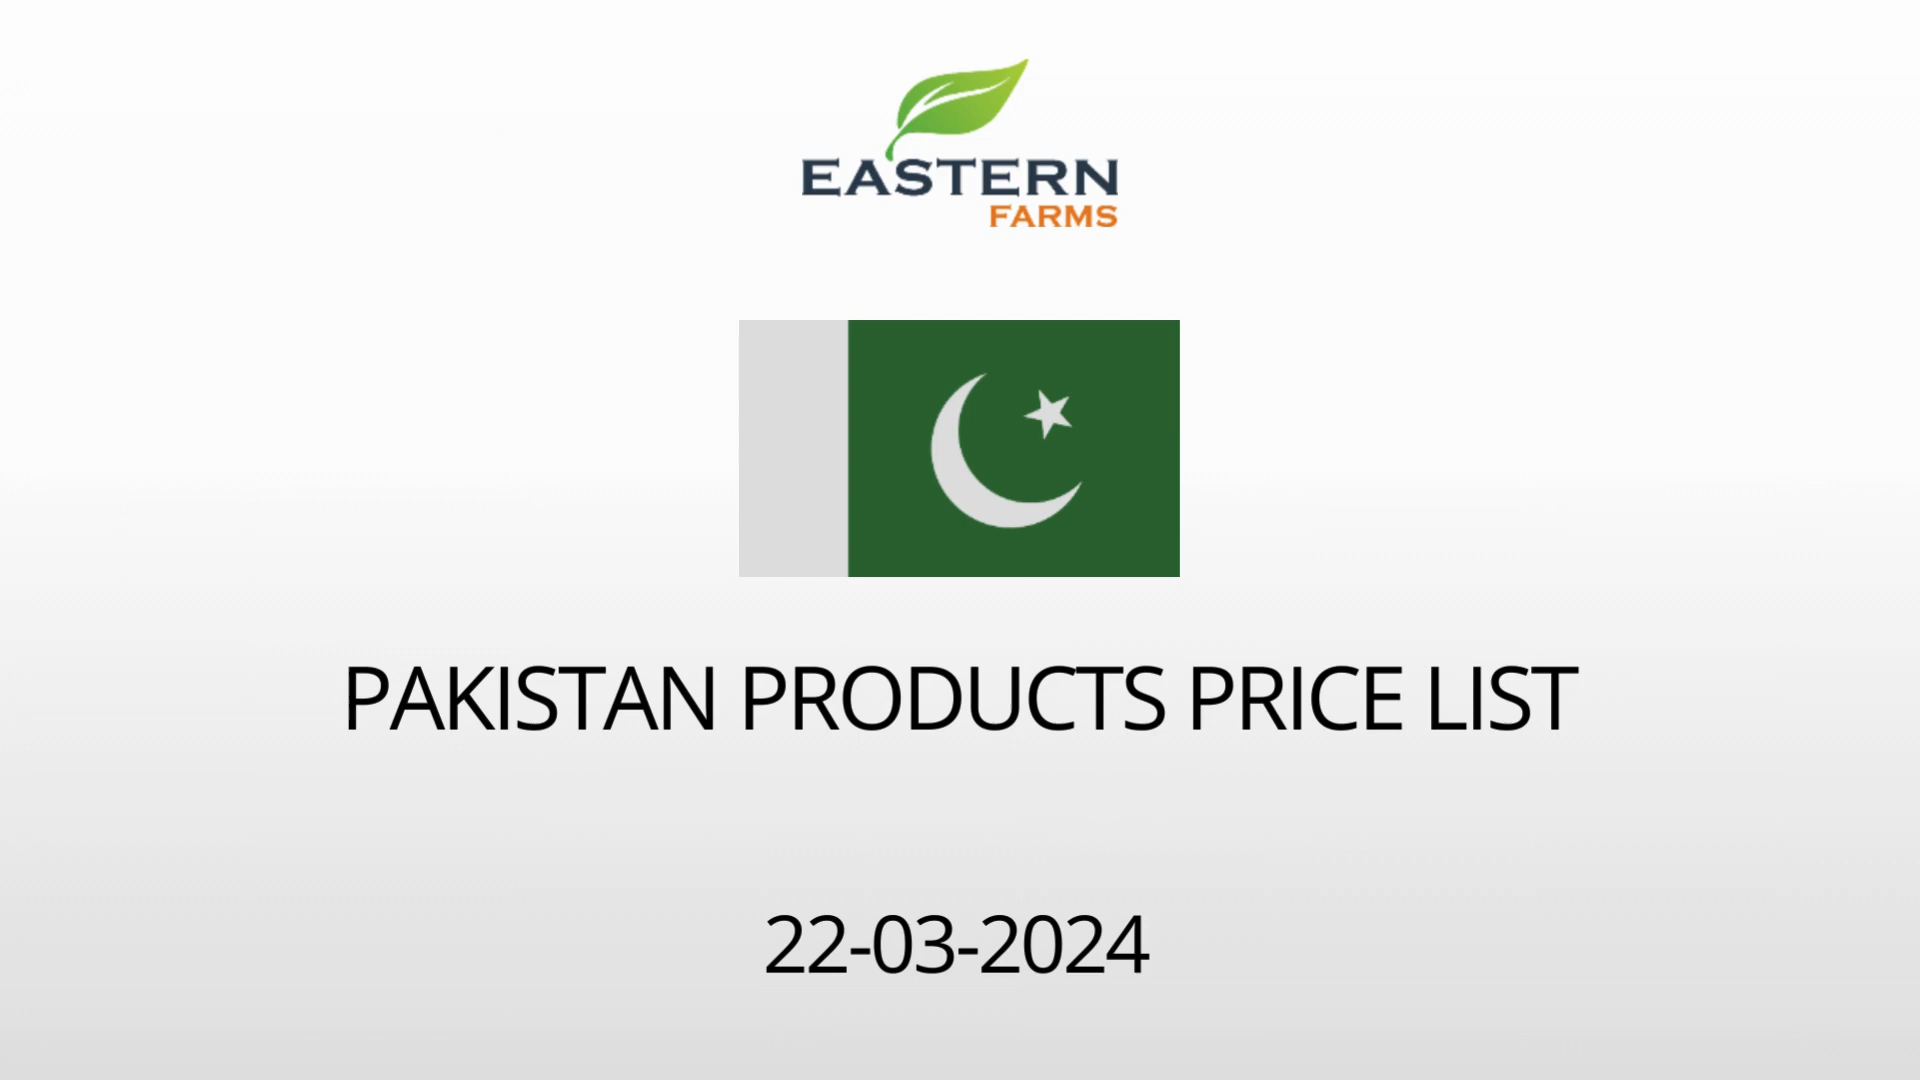 EASTERN
FARMS
PAKISTAN PRODUCTS PRICE LIST
22-03-2024